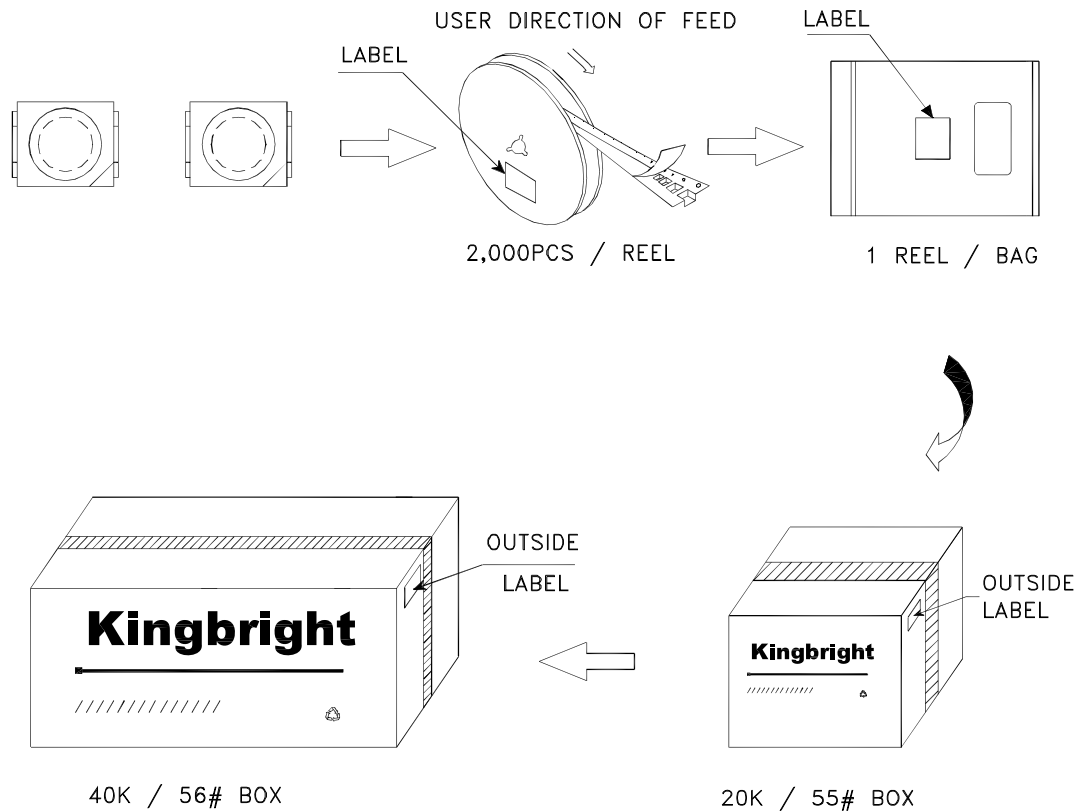 USER DIRECTION OF FEED
LABEL
LABEL
2,000PCS / REEL
1 REEL / BAG
OUTSIDE
LABEL
OUTSIDE
LABEL
Kingbright
Kingbright
40K / 56# BOX
20K / 55# BOX